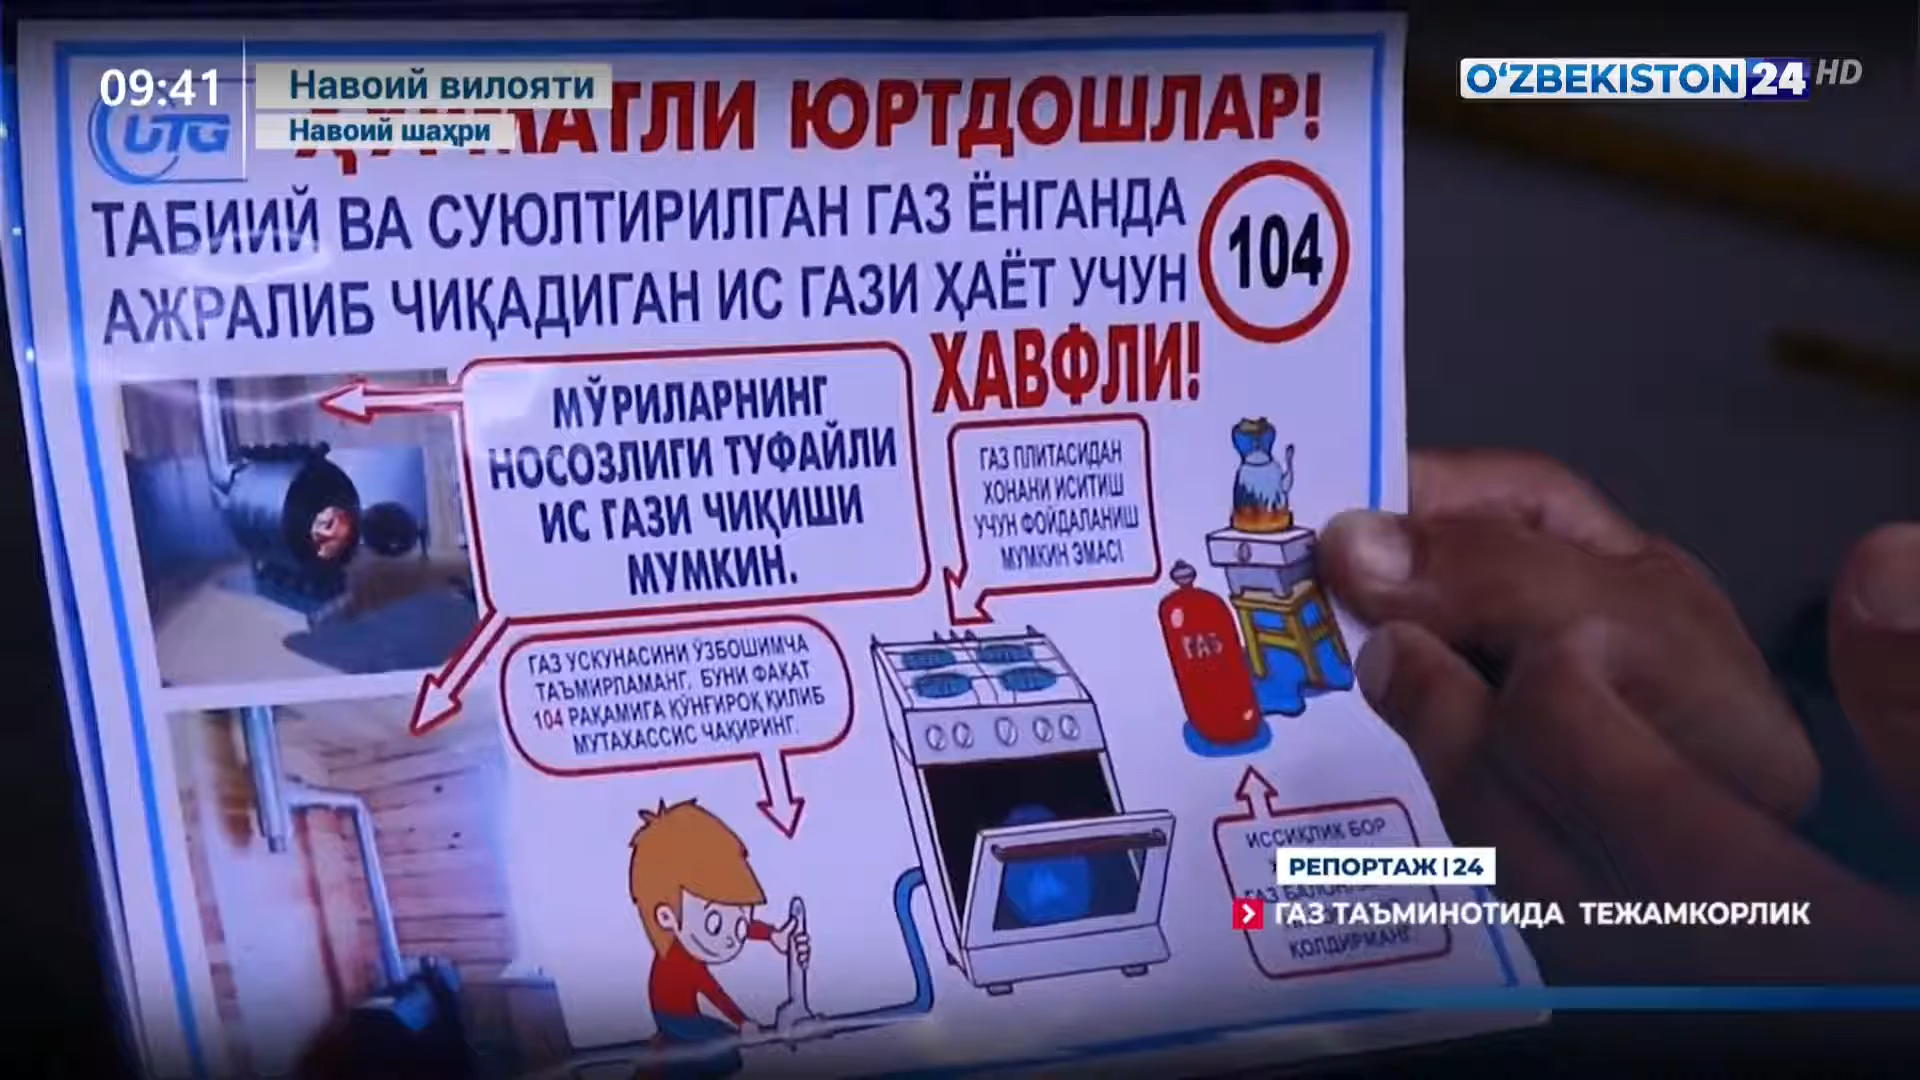 09:41
Навоий вилояти
Навоий шаҳри
O‘ZBEKISTON 24 HD
UTG
ЮРТДОШЛАР!
ТАБИИЙ ВА СУЮЛТИРИЛГАН ГАЗ ЁНГАНДА
АЖРАЛИБ ЧИҚАДИГАН ИС ГАЗИ ҲАЁТ УЧУН
ХАВФЛИ!
104
МЎРИЛАРНИНГ
НОСОЗЛИГИ ТУФАЙЛИ
ИС ГАЗИ ЧИҚИШИ
МУМКИН.
ГАЗ ПЛИТАСИДАН
ХОНАНИ ИСИТИШ
УЧУН ФОЙДАЛАНИШ
МУМКИН ЭМАС!
ГАЗ УСКУНАСИНИ ЎЗБОШИМЧА
ТАЪМИРЛАМАНГ, БУНИ ФАҚАТ
104 РАҚАМИГА ҚЎНҒИРОҚ ҚИЛИБ
МУТАХАССИС ЧАҚИРИНГ.
ГАЗ
ИССИҚЛИК БОР
ҚОЛДИРМАНГ
РЕПОРТАЖ|24
ГАЗ ТАЪМИНОТИДА ТЕЖАМКОРЛИК